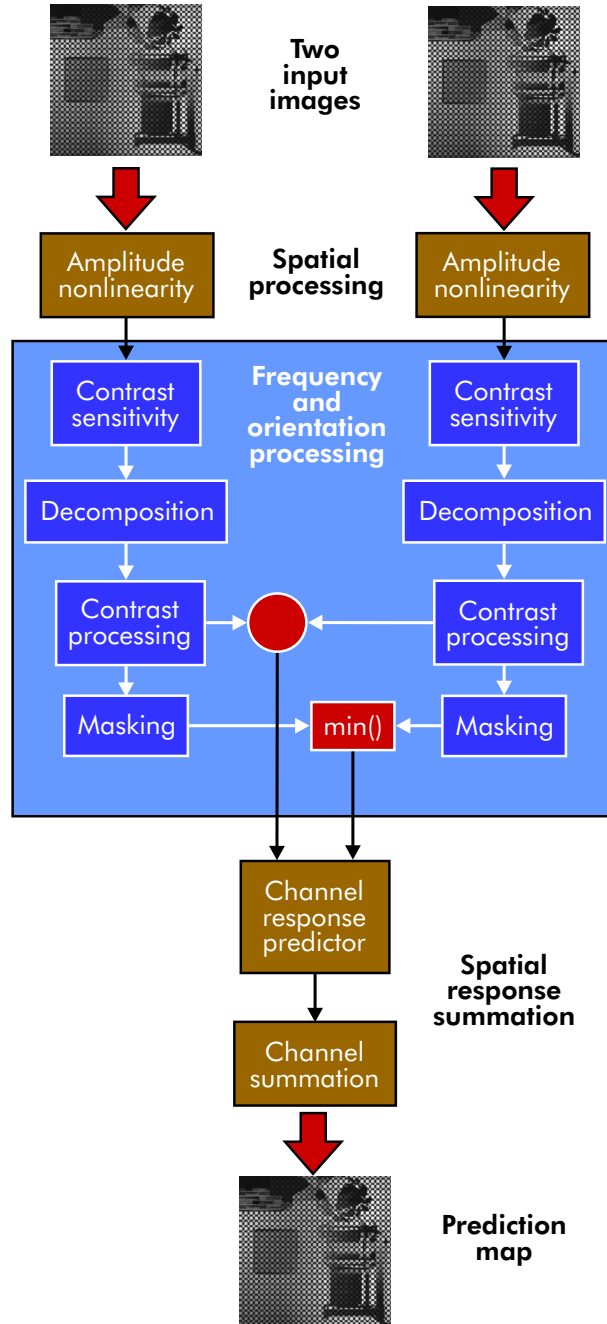 Two
input
images
Amplitude
nonlinearity
Spatial
processing
Amplitude
nonlinearity
Contrast
sensitivity
Frequency
and
orientation
processing
Contrast
sensitivity
Decomposition
Decomposition
Contrast
processing
Contrast
processing
Masking
min()
Masking
Channel
response
predictor
Spatial
response
summation
Channel
summation
Prediction
map